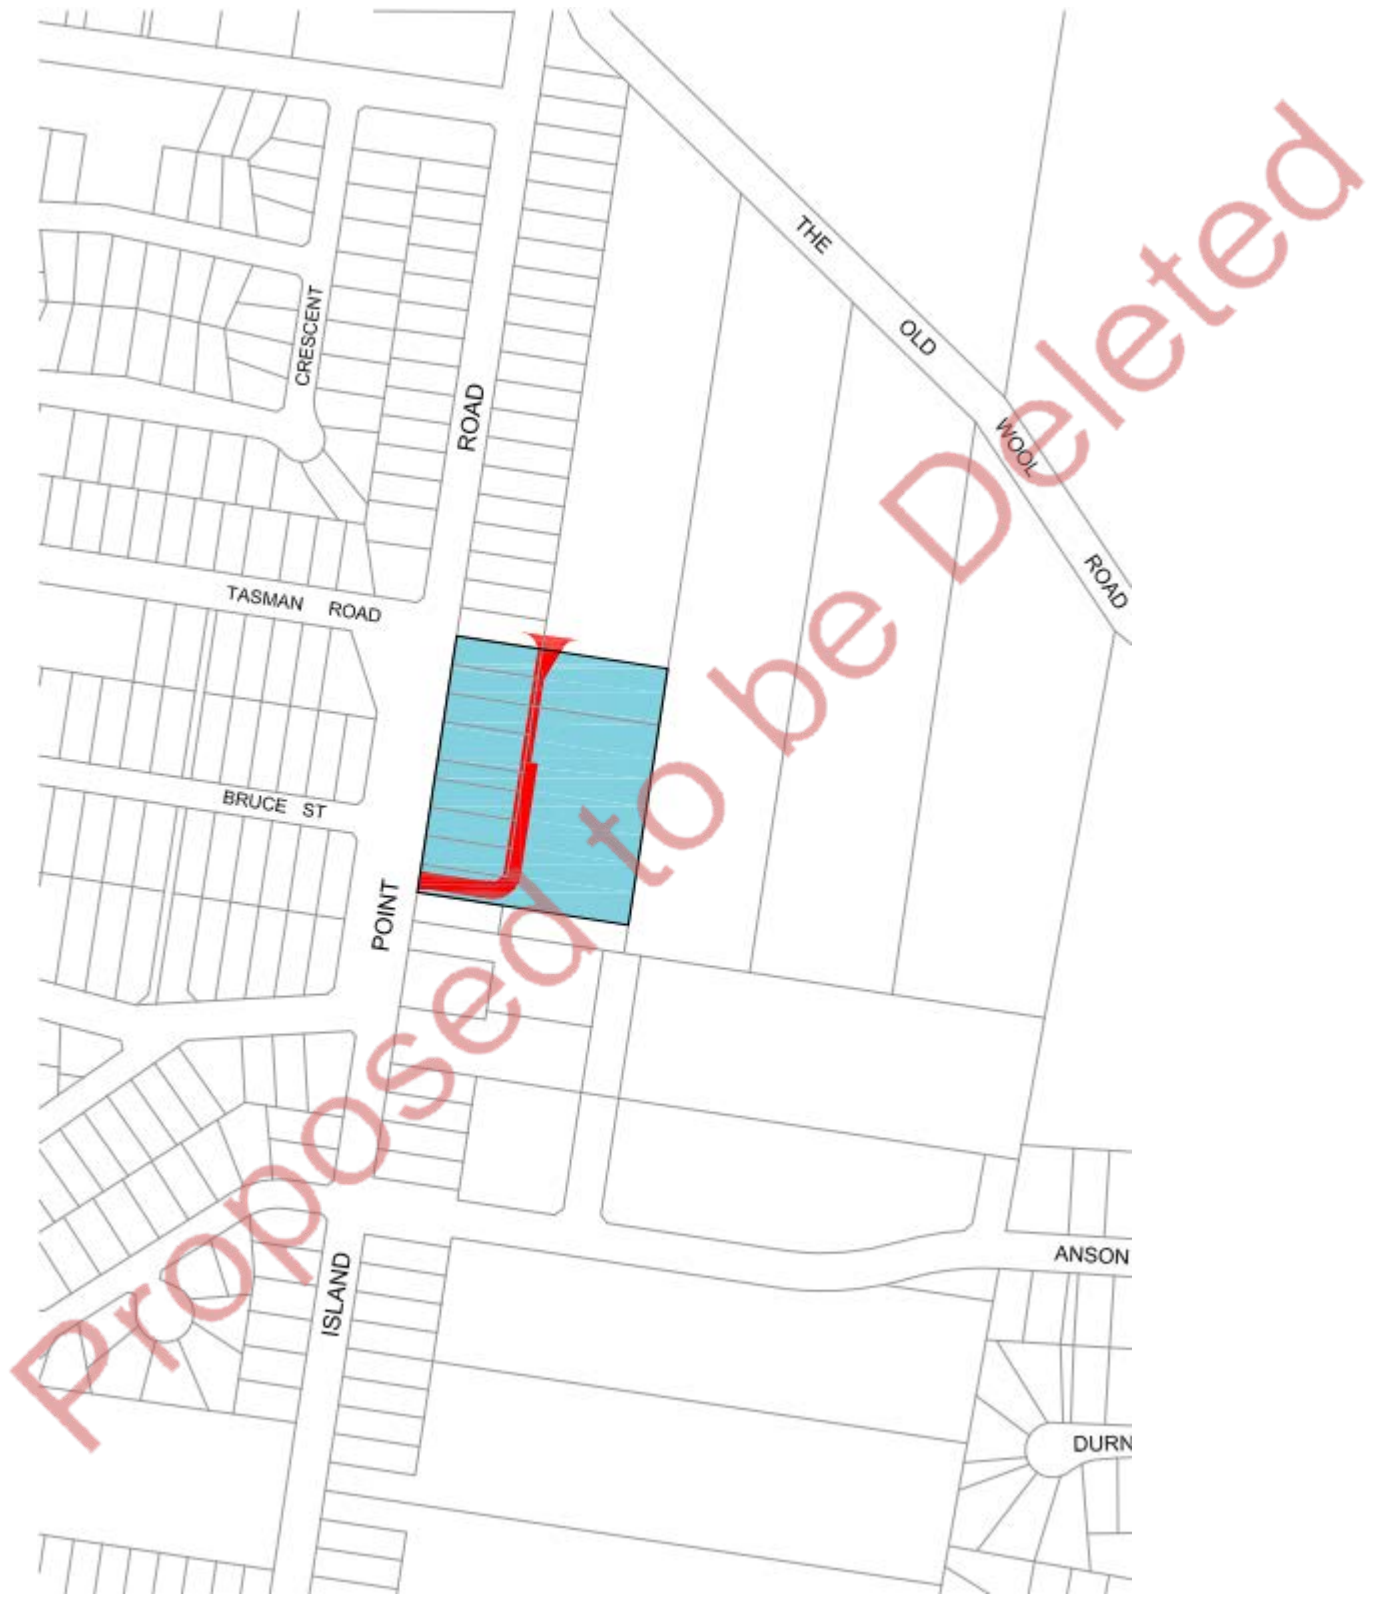 THE
OLD
WOOL
ROAD
CRESCENT
ROAD
TASMAN ROAD
BRUCE ST
POINT
ISLAND
ANSON
DURN
Proposed to be Deleted